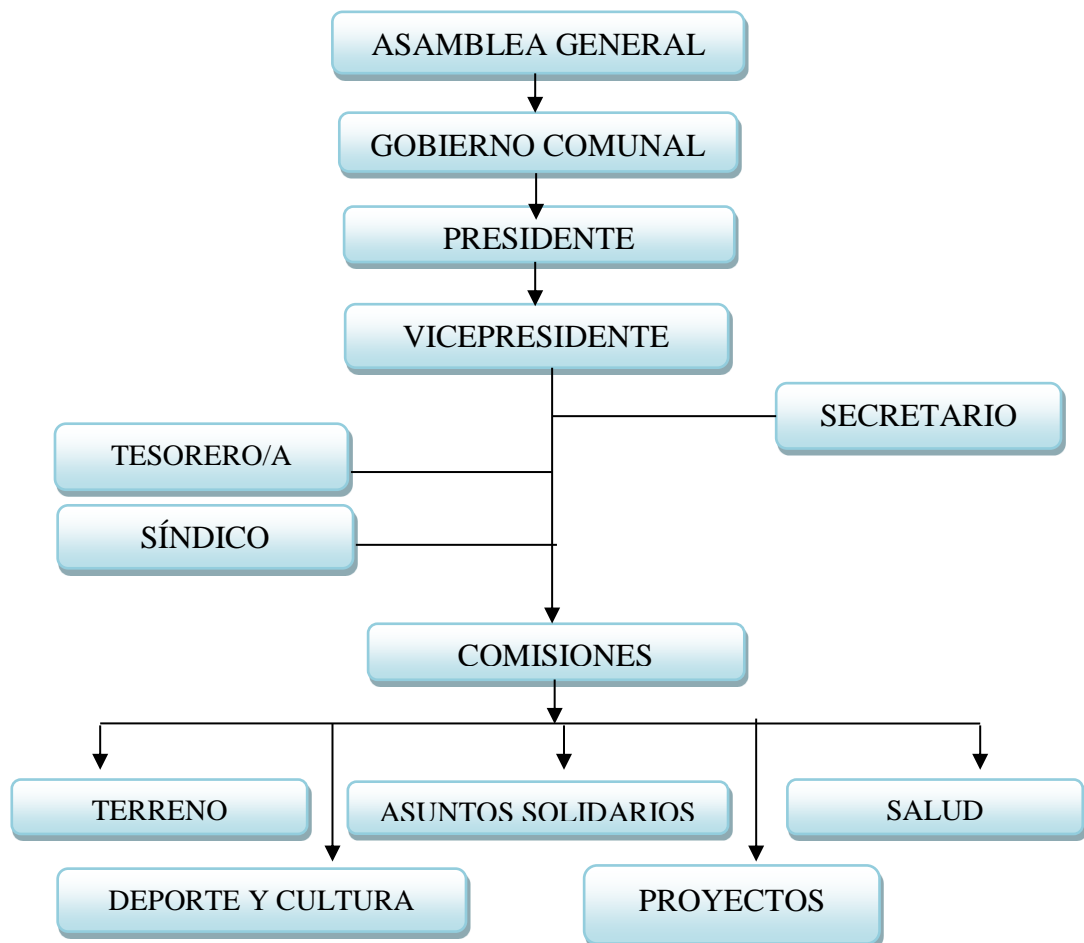 ASAMBLEA GENERAL
GOBIERNO COMUNAL
PRESIDENTE
VICEPRESIDENTE
SECRETARIO
TESORERO/A
SÍNDICO
COMISIONES
TERRENO
ASUNTOS SOLIDARIOS
SALUD
DEPORTE Y CULTURA
PROYECTOS